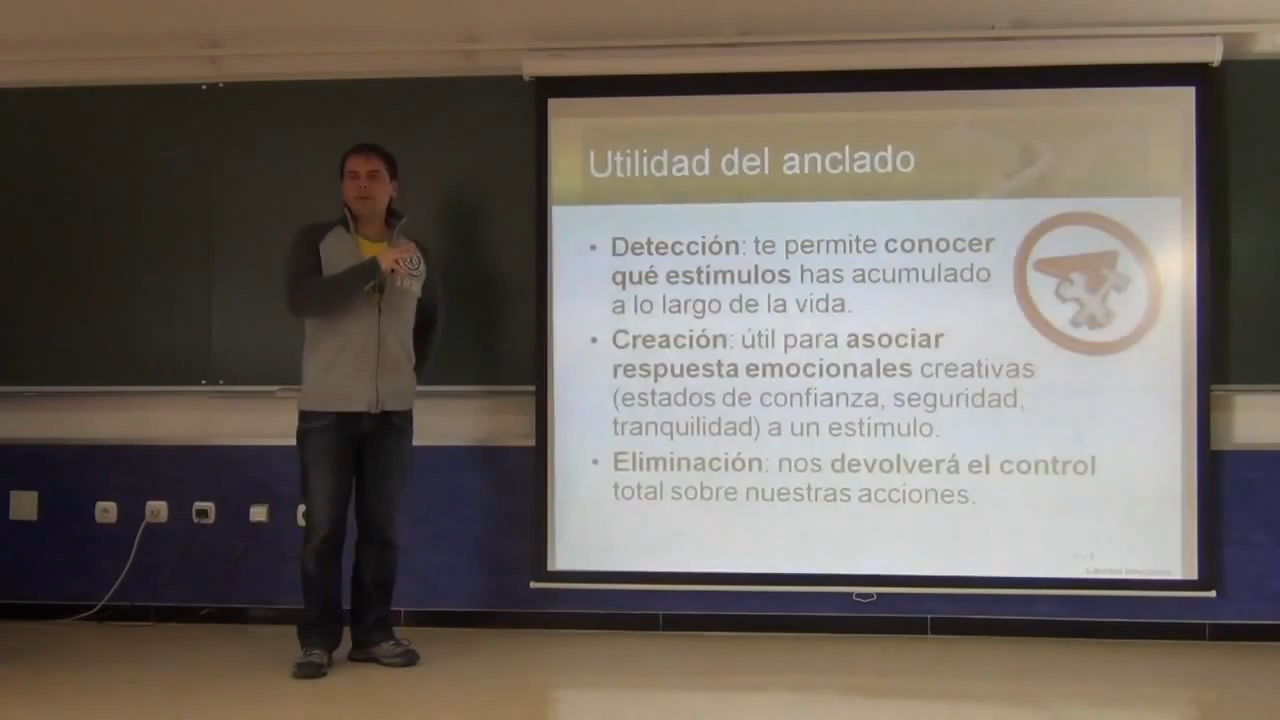 Utilidad del anclado
• Detección: te permite conocer
qué estímulos has acumulado
a lo largo de la vida.
• Creación: útil para asociar
respuesta emocionales creativas
(estados de confianza, seguridad,
tranquilidad) a un estímulo.
• Eliminación: nos devolverá el control
total sobre nuestras acciones.